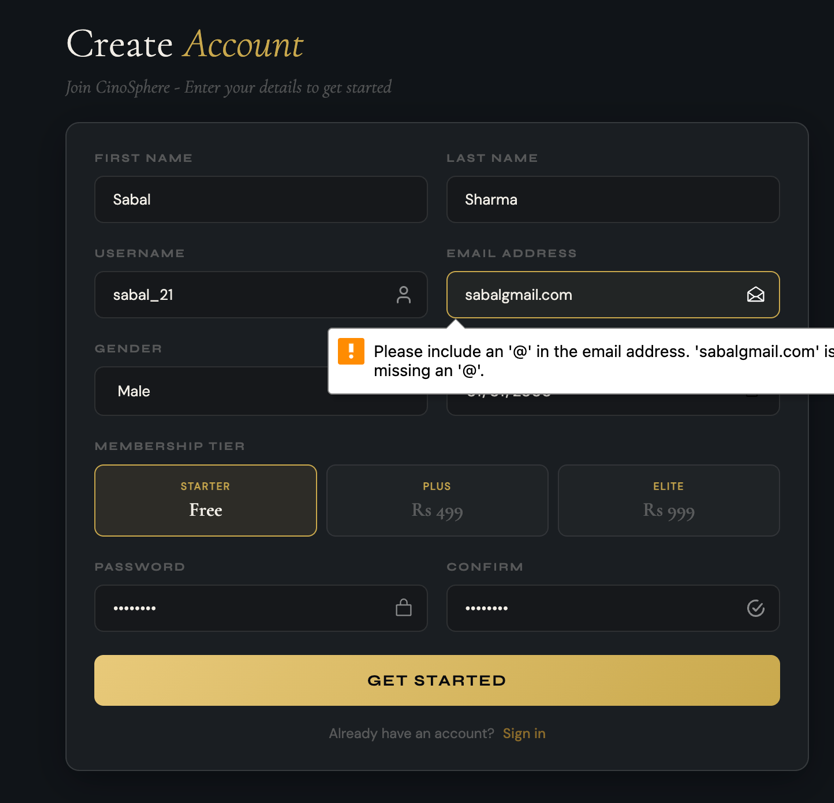 Create Account
Join CinoSphere - Enter your details to get started
FIRST NAME
LAST NAME
Sabal
Sharma
USERNAME
EMAIL ADDRESS
sabal_21
sabalgmail.com
Please include an '@' in the email address. 'sabalgmail.com' is
missing an '@'.
GENDER
Male
MEMBERSHIP TIER
STARTER
Free
PLUS
Rs 499
ELITE
Rs 999
PASSWORD
CONFIRM
••••••••
••••••••
GET STARTED
Already have an account? Sign in